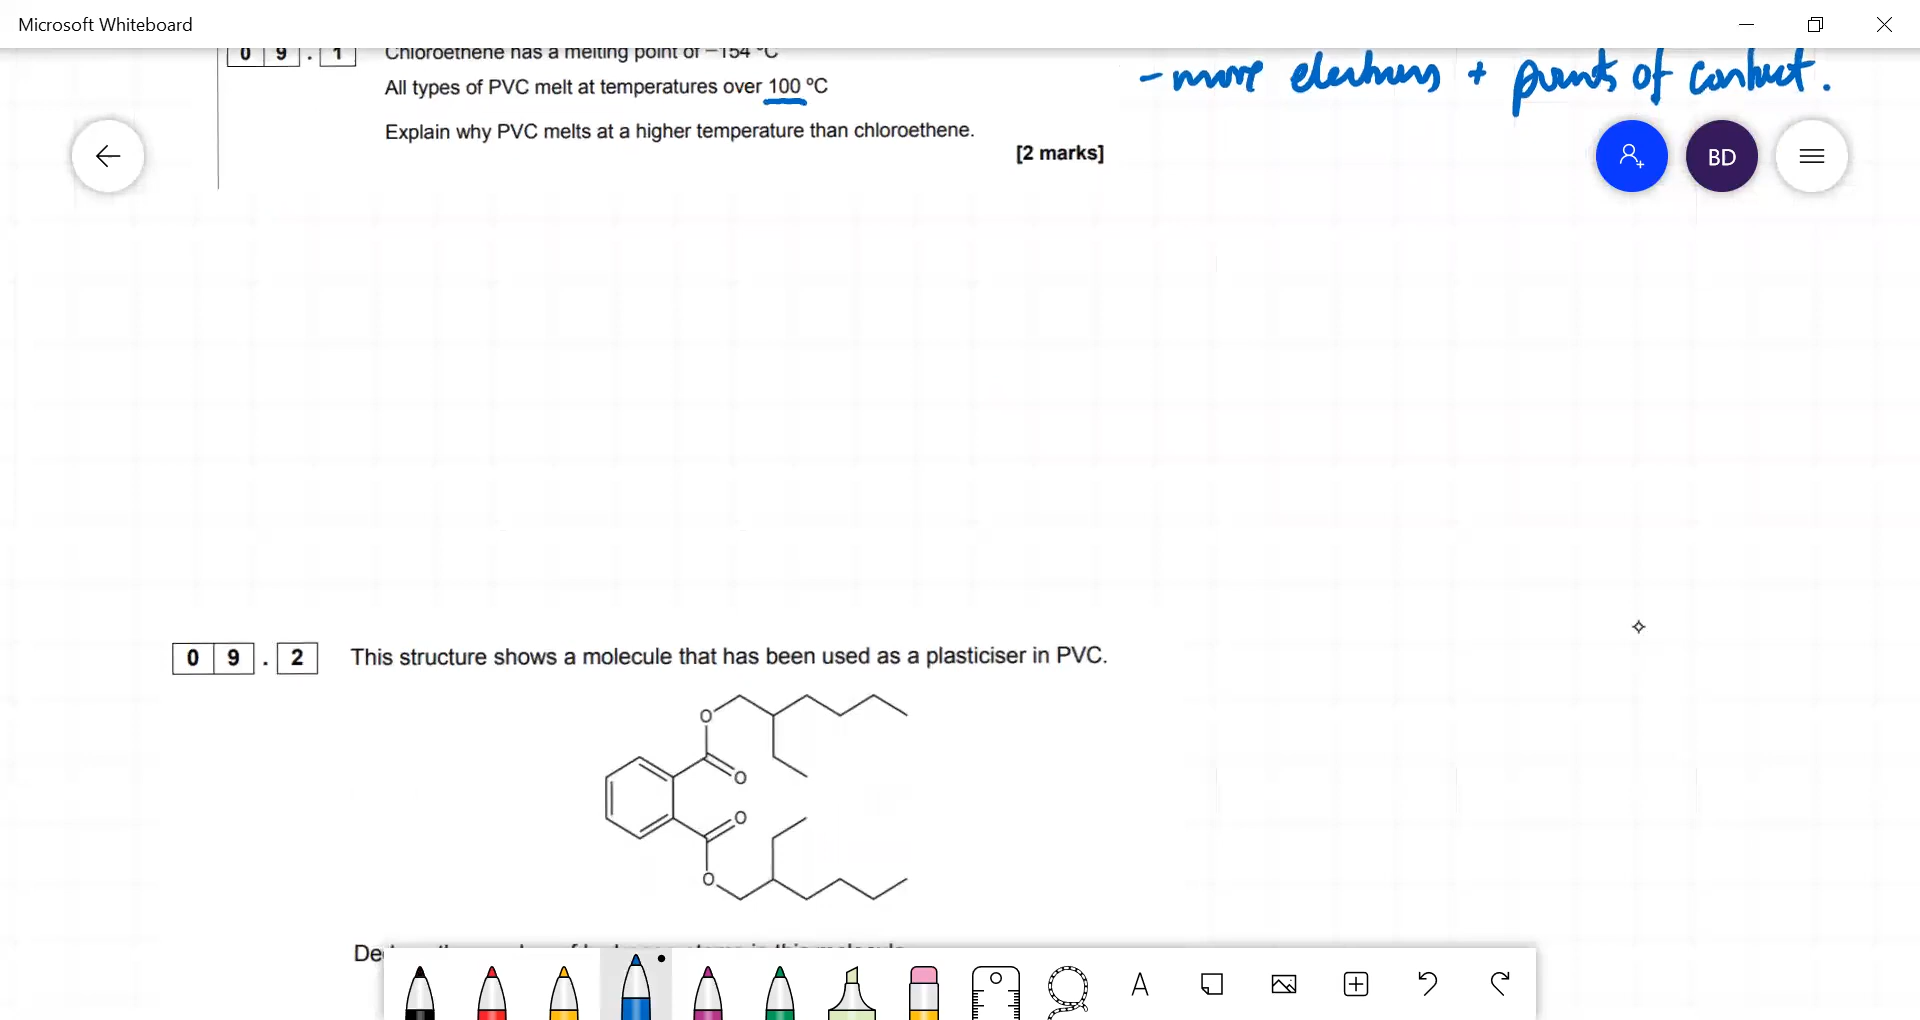 Microsoft Whiteboard
0 9 . 1 Chloroethene has a melting point of −154 °C
- more electrons + points of contact.
All types of PVC melt at temperatures over 100 °C
Explain why PVC melts at a higher temperature than chloroethene.
[2 marks]
BD
0 9 . 2 This structure shows a molecule that has been used as a plasticiser in PVC.
O
O
O
O
A